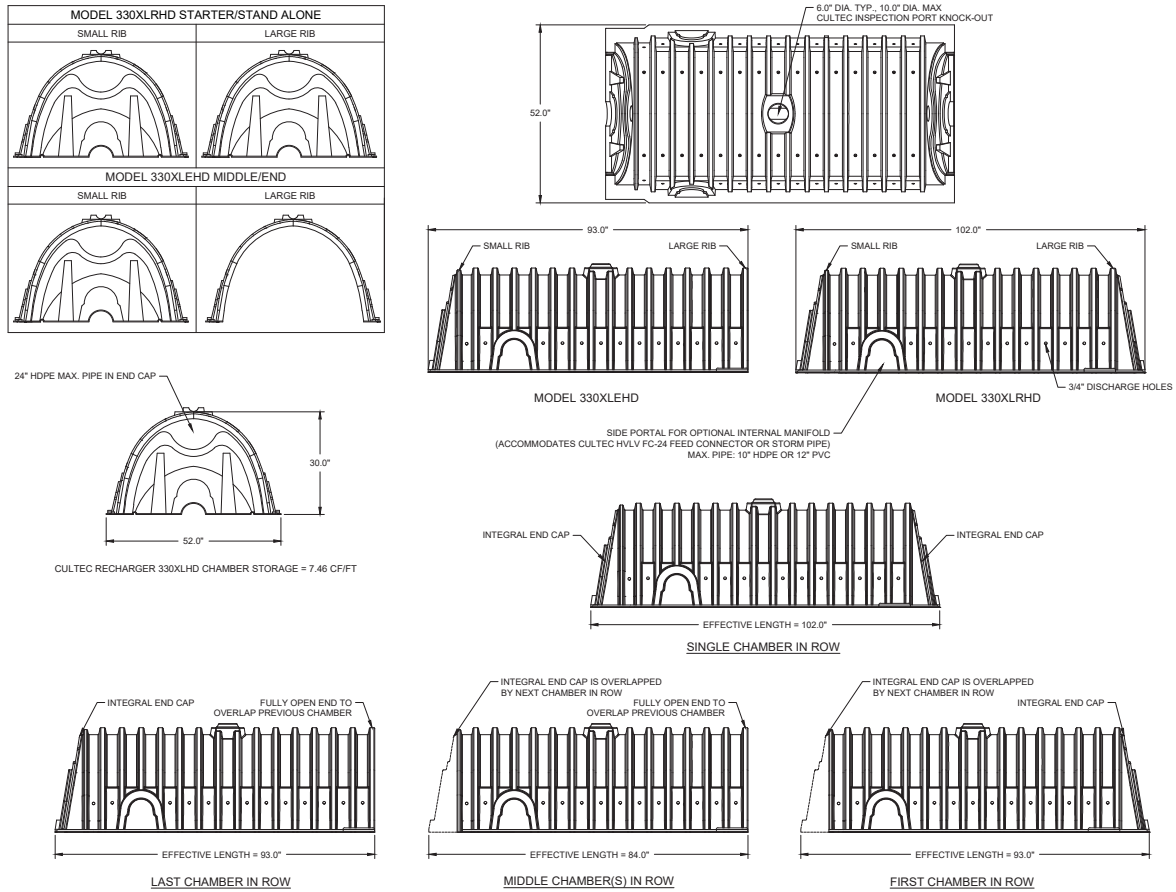 MODEL 330XLRHD STARTER/STAND ALONE
SMALL RIB
LARGE RIB
MODEL 330XLEHD MIDDLE/END
SMALL RIB
LARGE RIB
6.0" DIA. TYP., 10.0" DIA. MAX
CULTEC INSPECTION PORT KNOCK-OUT
52.0"
93.0"
SMALL RIB
LARGE RIB
MODEL 330XLEHD
102.0"
SMALL RIB
LARGE RIB
3/4" DISCHARGE HOLES
MODEL 330XLRHD
SIDE PORTAL FOR OPTIONAL INTERNAL MANIFOLD
(ACCOMMODATES CULTEC HVLV FC-24 FEED CONNECTOR OR STORM PIPE)
MAX. PIPE: 10" HDPE OR 12" PVC
24" HDPE MAX. PIPE IN END CAP
30.0"
52.0"
CULTEC RECHARGER 330XLHD CHAMBER STORAGE = 7.46 CF/FT
INTEGRAL END CAP
INTEGRAL END CAP
EFFECTIVE LENGTH = 102.0"
SINGLE CHAMBER IN ROW
INTEGRAL END CAP
FULLY OPEN END TO
OVERLAP PREVIOUS CHAMBER
EFFECTIVE LENGTH = 93.0"
LAST CHAMBER IN ROW
INTEGRAL END CAP IS OVERLAPPED
BY NEXT CHAMBER IN ROW
FULLY OPEN END TO
OVERLAP PREVIOUS CHAMBER
EFFECTIVE LENGTH = 84.0"
MIDDLE CHAMBER(S) IN ROW
INTEGRAL END CAP IS OVERLAPPED
BY NEXT CHAMBER IN ROW
INTEGRAL END CAP
EFFECTIVE LENGTH = 93.0"
FIRST CHAMBER IN ROW